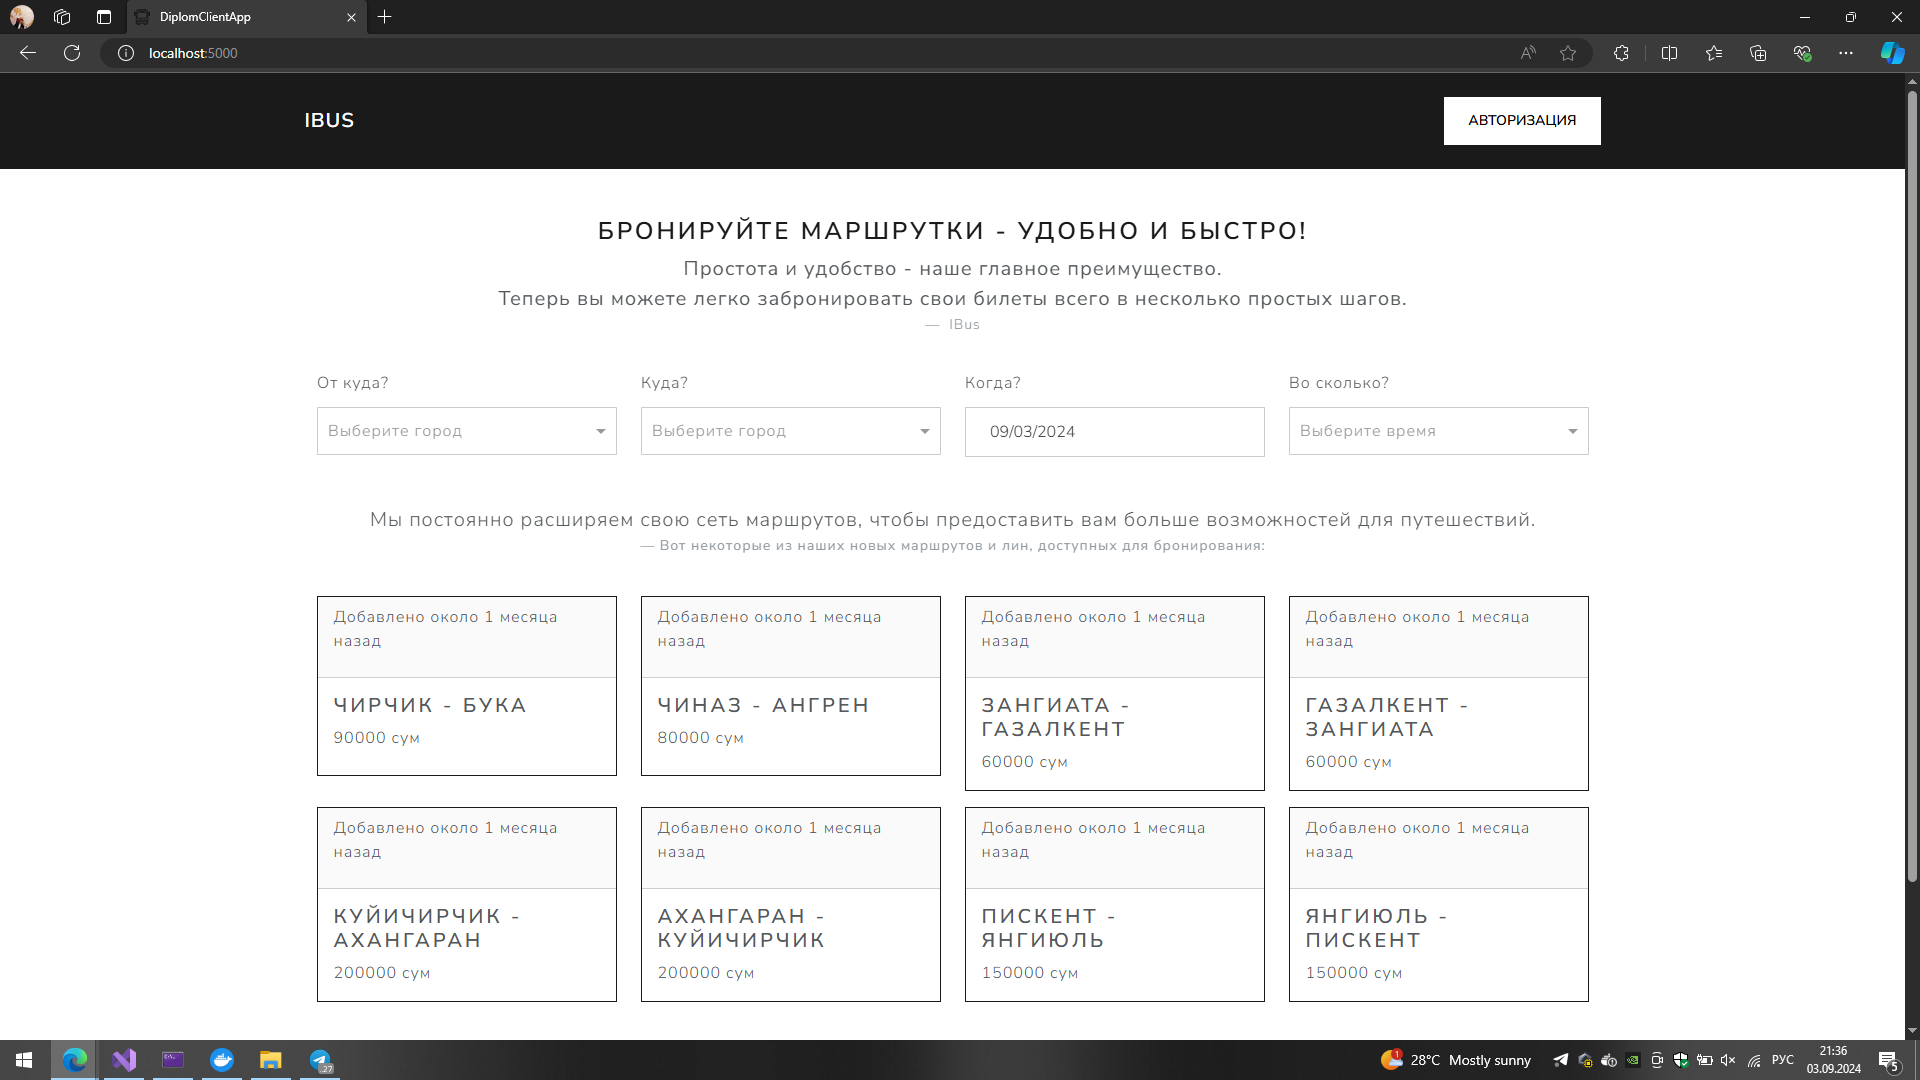 DiplomClientApp
localhost:5000
IBUS
АВТОРИЗАЦИЯ
БРОНИРУЙТЕ МАРШРУТКИ - УДОБНО И БЫСТРО!
Простота и удобство - наше главное преимущество.
Теперь вы можете легко забронировать свои билеты всего в несколько простых шагов.
— IBus
От куда?
Куда?
Когда?
Во сколько?
Выберите город
Выберите город
09/03/2024
Выберите время
Мы постоянно расширяем свою сеть маршрутов, чтобы предоставить вам больше возможностей для путешествий.
— Вот некоторые из наших новых маршрутов и лин, доступных для бронирования:
Добавлено около 1 месяца
назад
ЧИРЧИК - БУКА
90000 сум
Добавлено около 1 месяца
назад
ЧИНАЗ - АНГРЕН
80000 сум
Добавлено около 1 месяца
назад
ЗАНГИАТА -
ГАЗАЛКЕНТ
60000 сум
Добавлено около 1 месяца
назад
ГАЗАЛКЕНТ -
ЗАНГИАТА
60000 сум
Добавлено около 1 месяца
назад
КУЙИЧИРЧИК -
АХАНГАРАН
200000 сум
Добавлено около 1 месяца
назад
АХАНГАРАН -
КУЙИЧИРЧИК
200000 сум
Добавлено около 1 месяца
назад
ПИСКЕНТ -
ЯНГИЮЛЬ
150000 сум
Добавлено около 1 месяца
назад
ЯНГИЮЛЬ -
ПИСКЕНТ
150000 сум
27
1
28°C Mostly sunny
РУС
21:36
03.09.2024
5